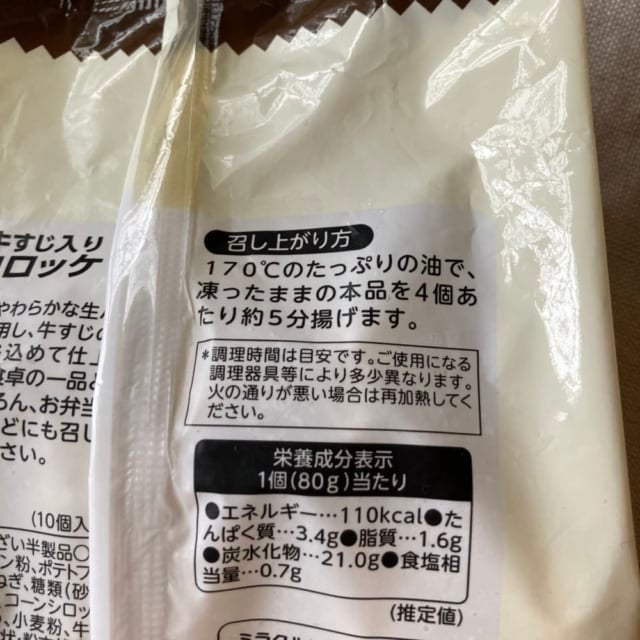 牛すじ入り
コロッケ
やわらかな生
用し、牛すじの
込めて仕
食卓の一品
ろん、お弁当
どにも召し
さい。
(10個入
召し上がり方
170℃のたっぷりの油で、
凍ったままの本品を4個あ
たり約5分揚げます。
*調理時間は目安です。ご使用になる
調理器具等により多少異なります。
火の通りが悪い場合は再加熱してく
ださい。
栄養成分表示
1個(80g)当たり
●エネルギー…110kcal●た
んぱく質…3.4g●脂質…1.6g
●炭水化物…21.0g●食塩相
当量…0.7g
(推定値)
ざい半製品○
ン粉、ポテトフ
ねぎ、糖類(砂
、コーンシロッ
、小麦粉、牛